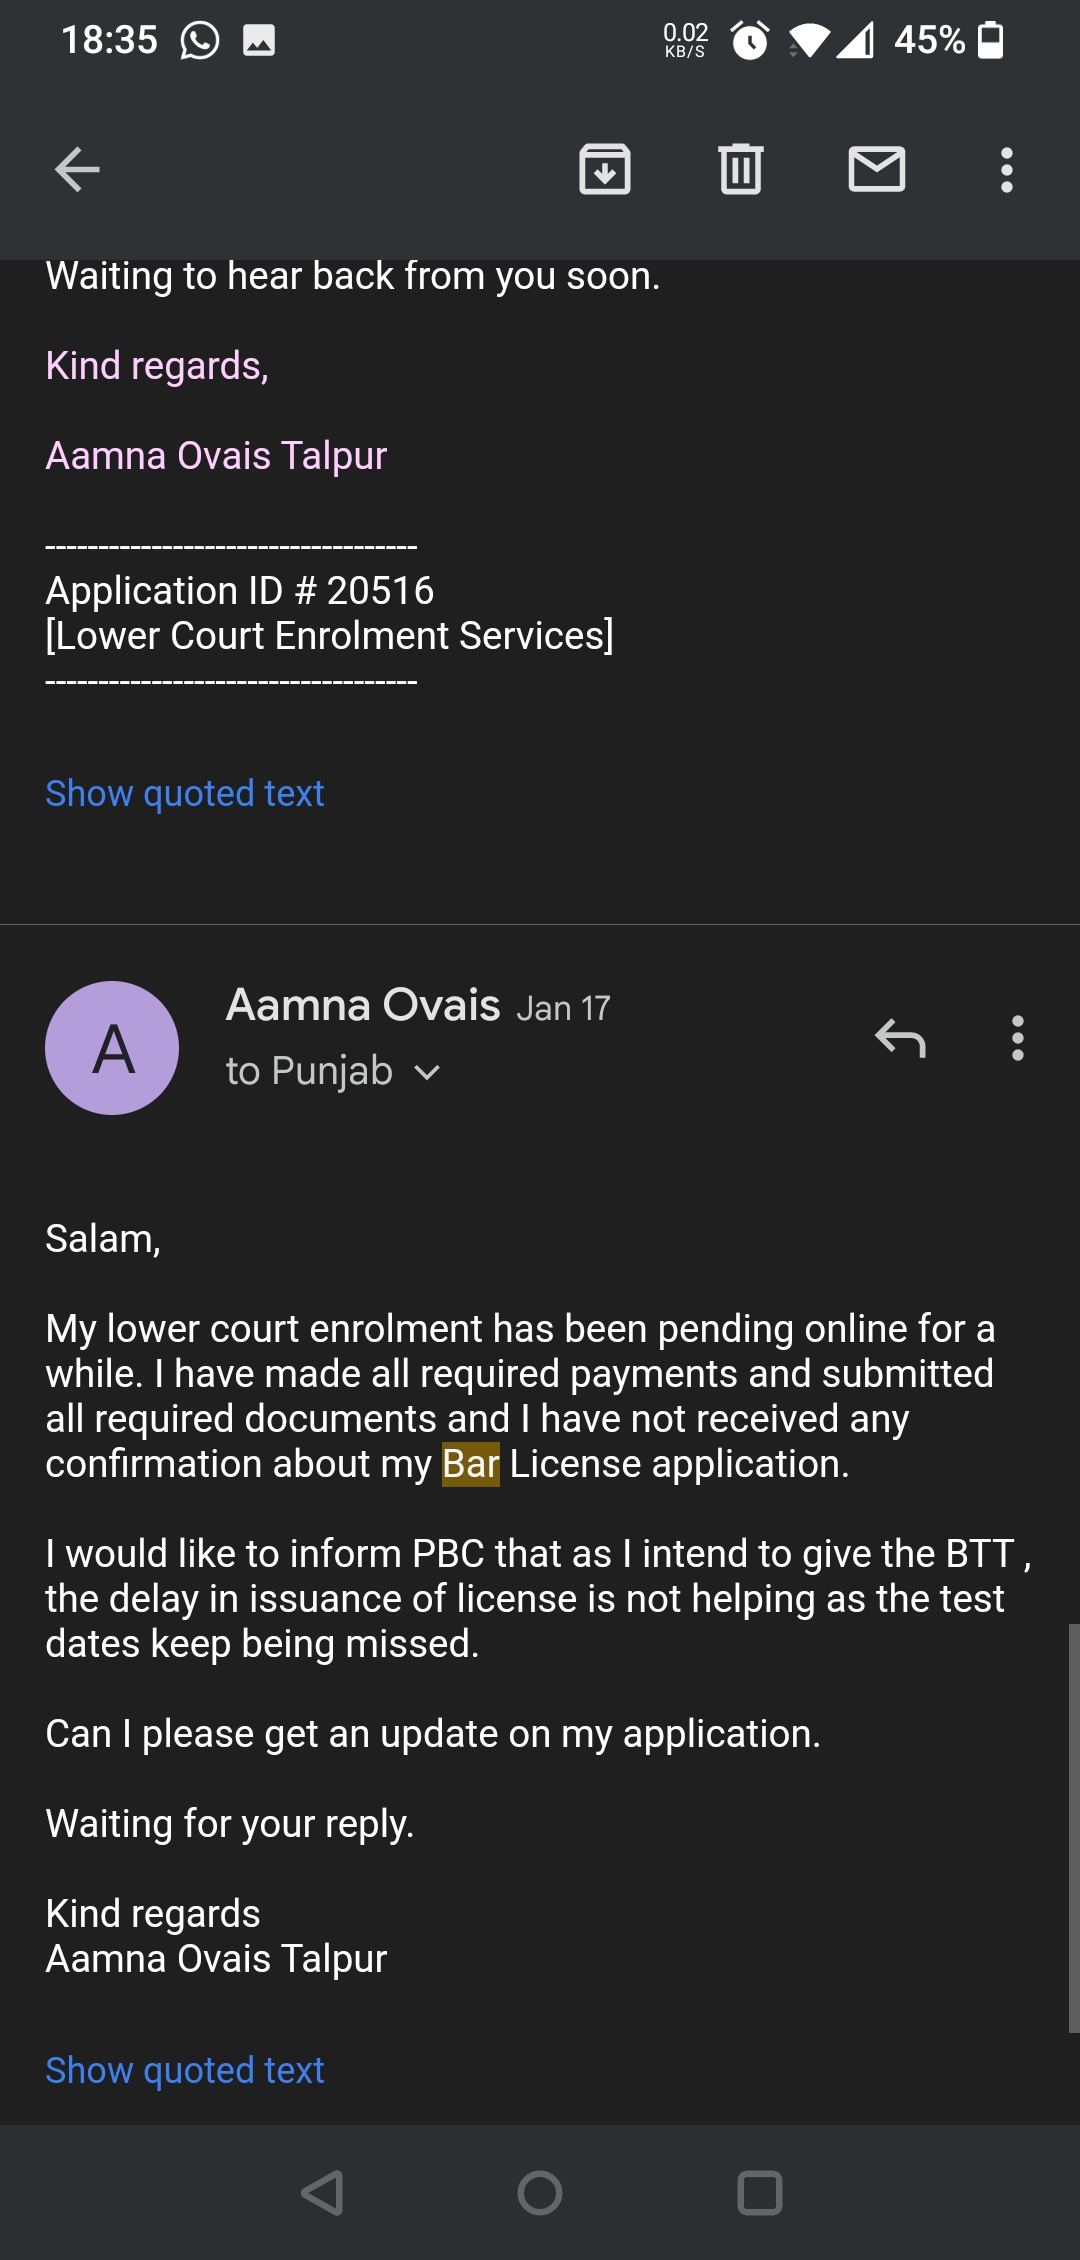 18:35
0.02
KB/S
45%
Waiting to hear back from you soon.
Kind regards,
Aamna Ovais Talpur
-----------------------------------
Application ID # 20516
[Lower Court Enrolment Services]
-----------------------------------
Show quoted text
A
Aamna Ovais Jan 17
to Punjab
Salam,
My lower court enrolment has been pending online for a
while. I have made all required payments and submitted
all required documents and I have not received any
confirmation about my Bar License application.
I would like to inform PBC that as I intend to give the BTT ,
the delay in issuance of license is not helping as the test
dates keep being missed.
Can I please get an update on my application.
Waiting for your reply.
Kind regards
Aamna Ovais Talpur
Show quoted text